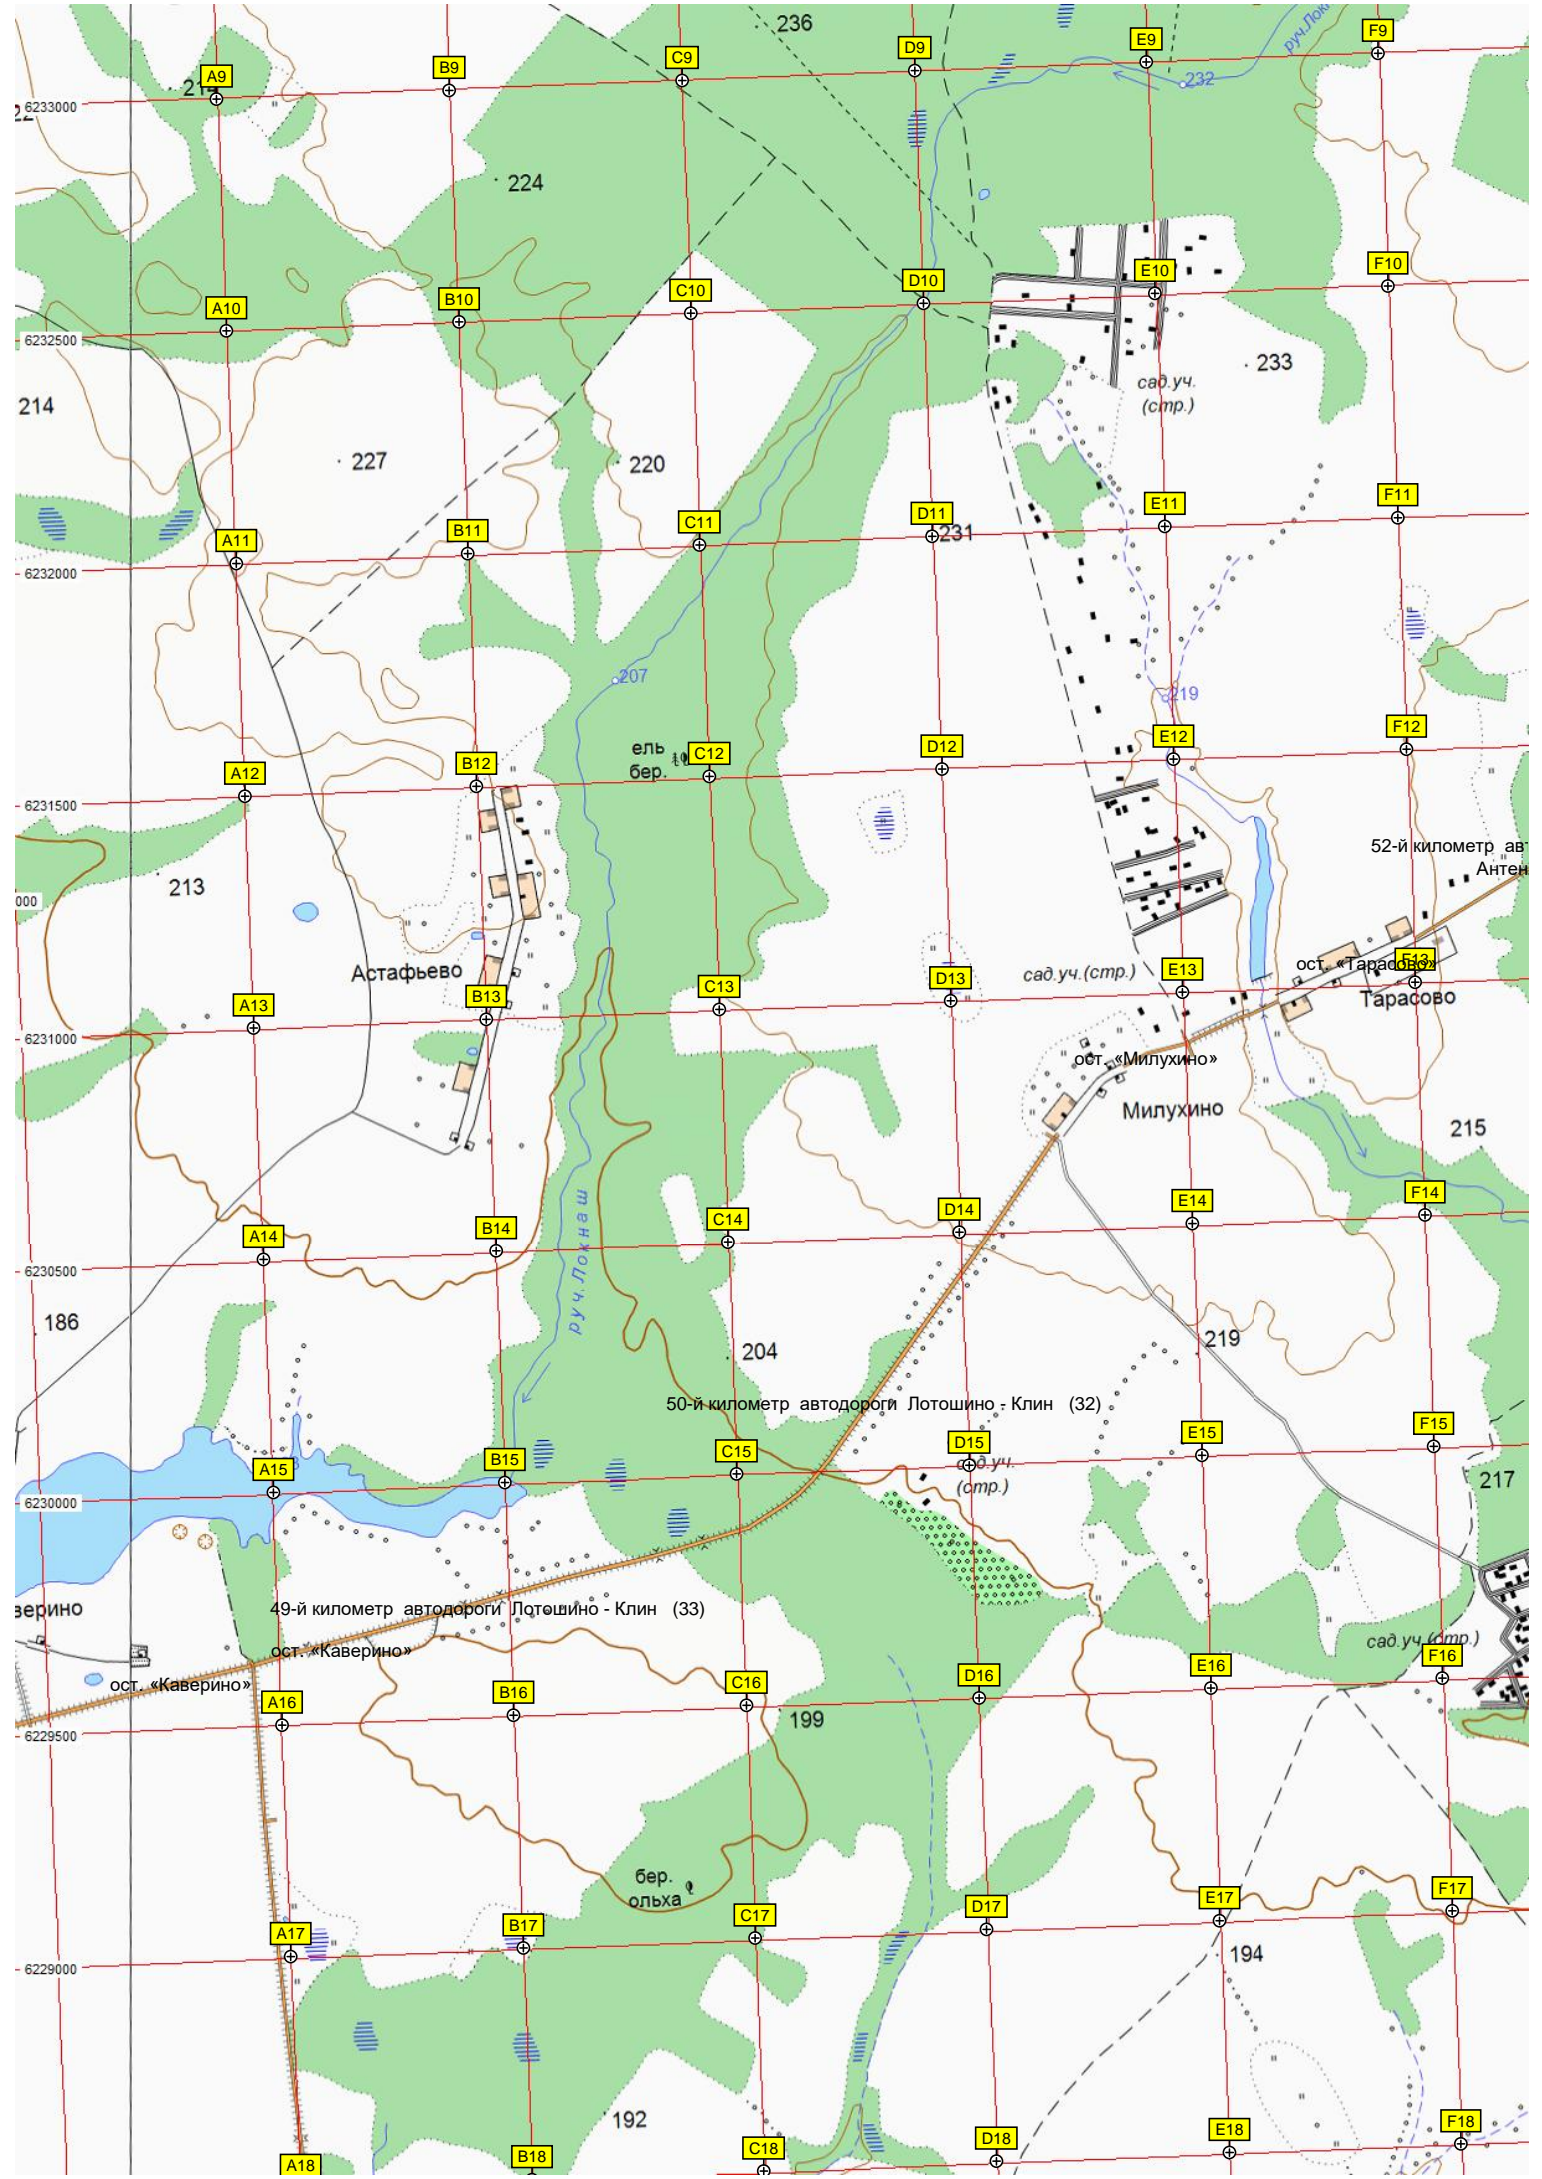 236
F9
E9
D9
C9
B9
A9
руч.Локн
232
6233000
224
F10
E10
D10
C10
B10
A10
6232500
233
сад.уч.
(стр.)
214
227
220
F11
E11
D11
231
C11
B11
A11
6232000
207
219
F12
E12
D12
ель
бер.
C12
B12
A12
6231500
52-й километр ав
Антен
213
000
ост. «Тарасово»
F13
Тарасово
E13
сад.уч.(стр.)
D13
C13
Астафьево
B13
A13
6231000
ост. «Милухино»
Милухино
215
F14
E14
D14
C14
B14
A14
руч.Локнаш
6230500
186
204
219
50-й километр автодороги Лотошино - Клин (32)
F15
E15
D15
сад.уч.
(стр.)
C15
B15
A15
217
6230000
верино
49-й километр автодороги Лотошино - Клин (33)
ост. «Каверино»
ост. «Каверино»
сад.уч.(стр.)
F16
E16
D16
C16
B16
A16
199
6229500
бер.
ольха
F17
E17
D17
C17
B17
A17
194
6229000
192
F18
E18
D18
C18
B18
A18